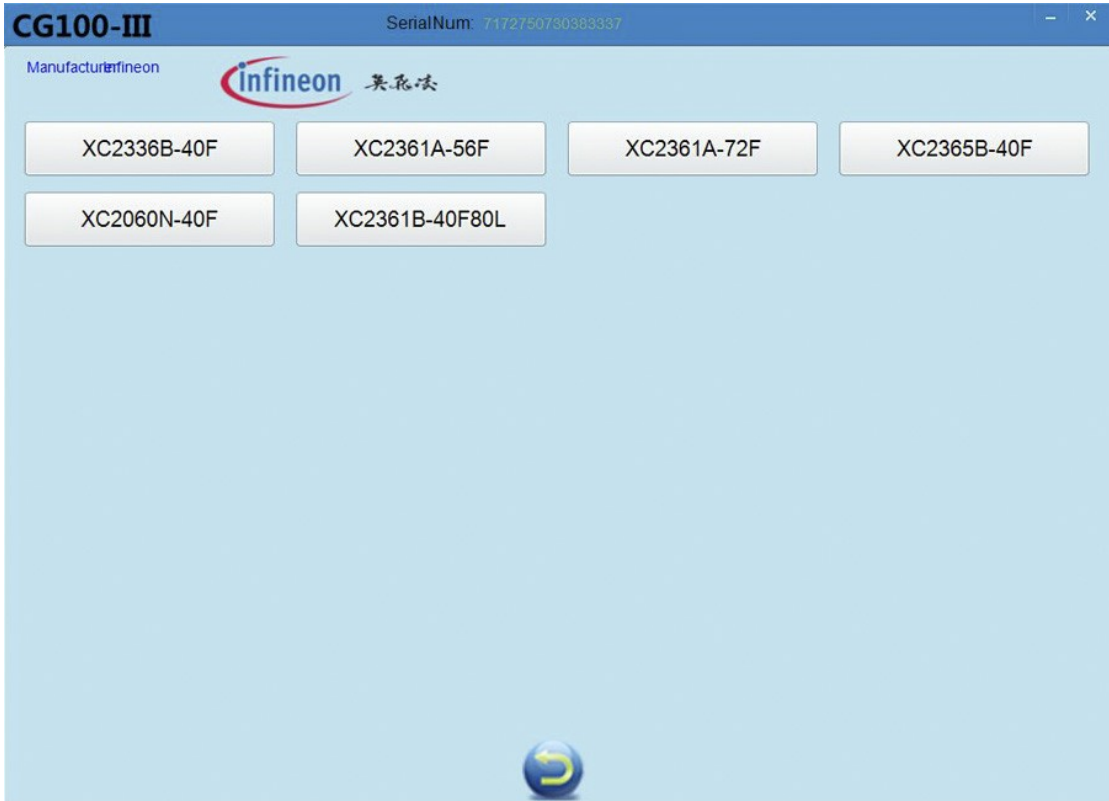 CG100-III
SerialNum: 7172750730383337
Manufacturer Infineon
infineon 英飞凌
XC2336B-40F XC2361A-56F XC2361A-72F XC2365B-40F
XC2060N-40F XC2361B-40F80L